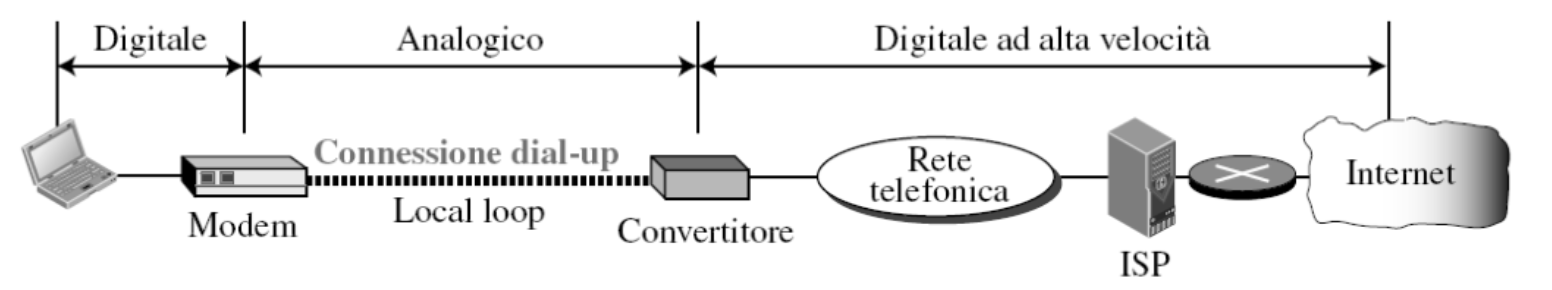 Digitale
Analogico
Digitale ad alta velocità
Connessione dial-up
Local loop
Modem
Convertitore
Rete
telefonica
ISP
Internet